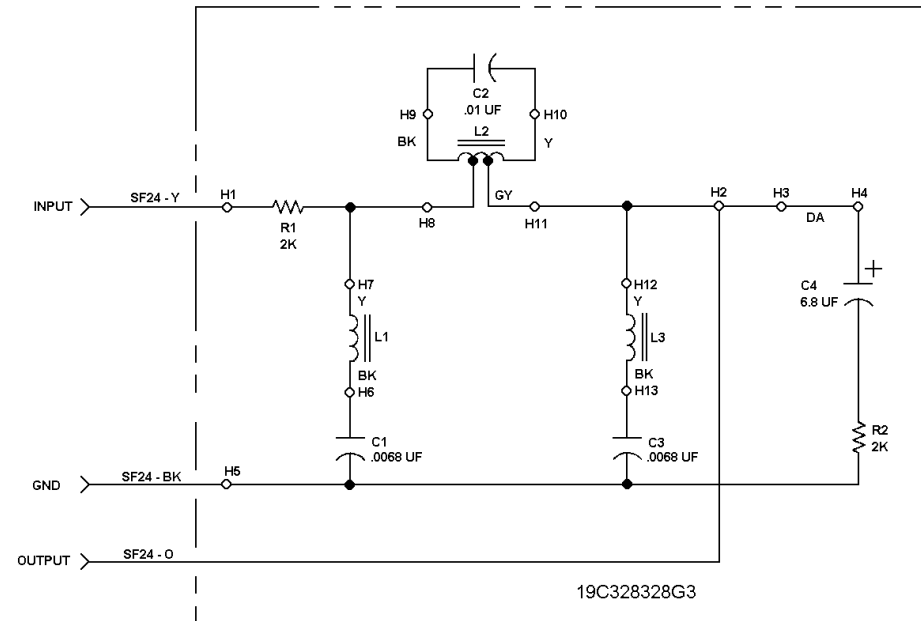 C2
.01 UF
H9
H10
L2
BK
Y
INPUT
SF24 - Y
H1
GY
H2
H3
H4
R1
2K
H8
H11
DA
H7
Y
L1
BK
H6
H12
Y
L3
BK
H13
C4
6.8 UF
C1
.0068 UF
C3
.0068 UF
R2
2K
GND
SF24 - BK
H5
OUTPUT
SF24 - O
19C328328G3